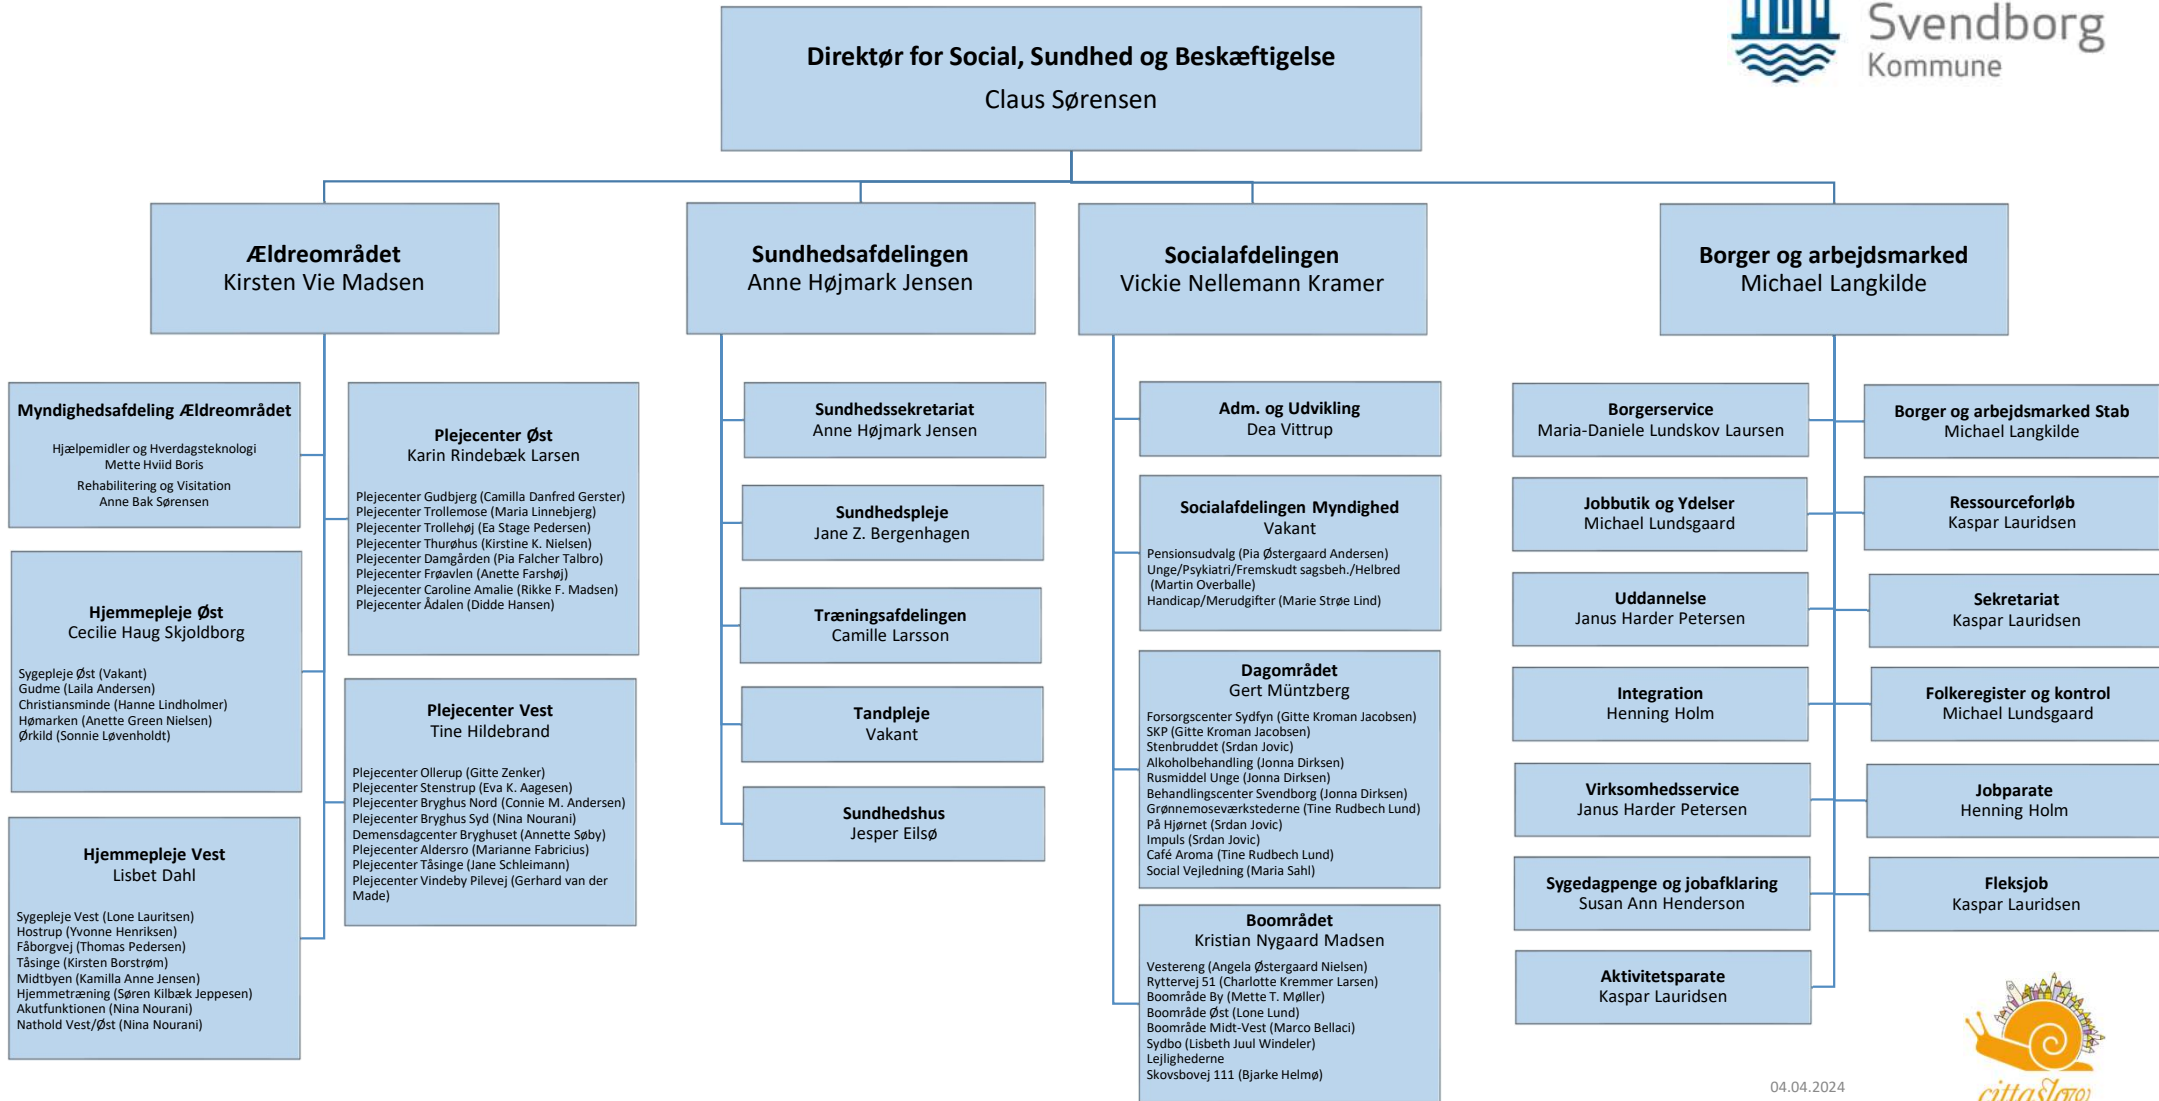 Svendborg
Kommune
Direktør for Social, Sundhed og Beskæftigelse
Claus Sørensen
Ældreområdet
Kirsten Vie Madsen
Sundhedsafdelingen
Anne Højmark Jensen
Socialafdelingen
Vickie Nellemann Kramer
Borger og arbejdsmarked
Michael Langkilde
Myndighedsafdeling Ældreområdet
Hjælpemidler og Hverdagsteknologi
Mette Hviid Boris
Rehabilitering og Visitation
Anne Bak Sørensen
Hjemmepleje Øst
Cecilie Haug Skjoldborg
Sygepleje Øst (Vakant)
Gudme (Laila Andersen)
Christiansminde (Hanne Lindholmer)
Hømarken (Anette Green Nielsen)
Ørkild (Sonnie Løvenholdt)
Hjemmepleje Vest
Lisbet Dahl
Sygepleje Vest (Lone Lauritsen)
Hostrup (Yvonne Henriksen)
Fåborgvej (Thomas Pedersen)
Tåsinge (Kirsten Borstrøm)
Midtbyen (Kamilla Anne Jensen)
Hjemmetræning (Søren Kilbæk Jeppesen)
Akutfunktionen (Nina Nourani)
Nathold Vest/Øst (Nina Nourani)
Plejecenter Øst
Karin Rindebæk Larsen
Plejecenter Gudbjerg (Camilla Danfred Gerster)
Plejecenter Trollemose (Maria Linnebjerg)
Plejecenter Trollehøj (Ea Stage Pedersen)
Plejecenter Thurøhus (Kirstine K. Nielsen)
Plejecenter Damgården (Pia Falcher Talbro)
Plejecenter Frøavlen (Anette Farshøj)
Plejecenter Caroline Amalie (Rikke F. Madsen)
Plejecenter Ådalen (Didde Hansen)
Plejecenter Vest
Tine Hildebrand
Plejecenter Ollerup (Gitte Zenker)
Plejecenter Stenstrup (Eva K. Aagesen)
Plejecenter Bryghus Nord (Connie M. Andersen)
Plejecenter Bryghus Syd (Nina Nourani)
Demensdagcenter Bryghuset (Annette Søby)
Plejecenter Aldersro (Marianne Fabricius)
Plejecenter Tåsinge (Jane Schleimann)
Plejecenter Vindeby Pilevej (Gerhard van der
Made)
Sundhedssekretariat
Anne Højmark Jensen
Sundhedspleje
Jane Z. Bergenhagen
Træningsafdelingen
Camille Larsson
Tandpleje
Vakant
Sundhedshus
Jesper Eilsø
Adm. og Udvikling
Dea Vittrup
Socialafdelingen Myndighed
Vakant
Pensionsudvalg (Pia Østergaard Andersen)
Unge/Psykiatri/Fremskudt sagsbeh./Helbred
(Martin Overballe)
Handicap/Merudgifter (Marie Strøe Lind)
Dagområdet
Gert Müntzberg
Forsorgscenter Sydfyn (Gitte Kroman Jacobsen)
SKP (Gitte Kroman Jacobsen)
Stenbruddet (Srdan Jovic)
Alkoholbehandling (Jonna Dirksen)
Rusmiddel Unge (Jonna Dirksen)
Behandlingscenter Svendborg (Jonna Dirksen)
Grønnemoseværkstederne (Tine Rudbech Lund)
På Hjørnet (Srdan Jovic)
Impuls (Srdan Jovic)
Café Aroma (Tine Rudbech Lund)
Social Vejledning (Maria Sahl)
Boområdet
Kristian Nygaard Madsen
Vestereng (Angela Østergaard Nielsen)
Ryttervej 51 (Charlotte Kremmer Larsen)
Boområde By (Mette T. Møller)
Boområde Øst (Lone Lund)
Boområde Midt-Vest (Marco Bellaci)
Sydbo (Lisbeth Juul Windeler)
Lejlighederne
Skovsbovej 111 (Bjarke Helmø)
Borgerservice
Maria-Daniele Lundskov Laursen
Jobbutik og Ydelser
Michael Lundsgaard
Uddannelse
Janus Harder Petersen
Integration
Henning Holm
Virksomhedsservice
Janus Harder Petersen
Sygedagpenge og jobafklaring
Susan Ann Henderson
Aktivitetsparate
Kaspar Lauridsen
Borger og arbejdsmarked Stab
Michael Langkilde
Ressourceforløb
Kaspar Lauridsen
Sekretariat
Kaspar Lauridsen
Folkeregister og kontrol
Michael Lundsgaard
Jobparate
Henning Holm
Fleksjob
Kaspar Lauridsen
04.04.2024
cittaslow